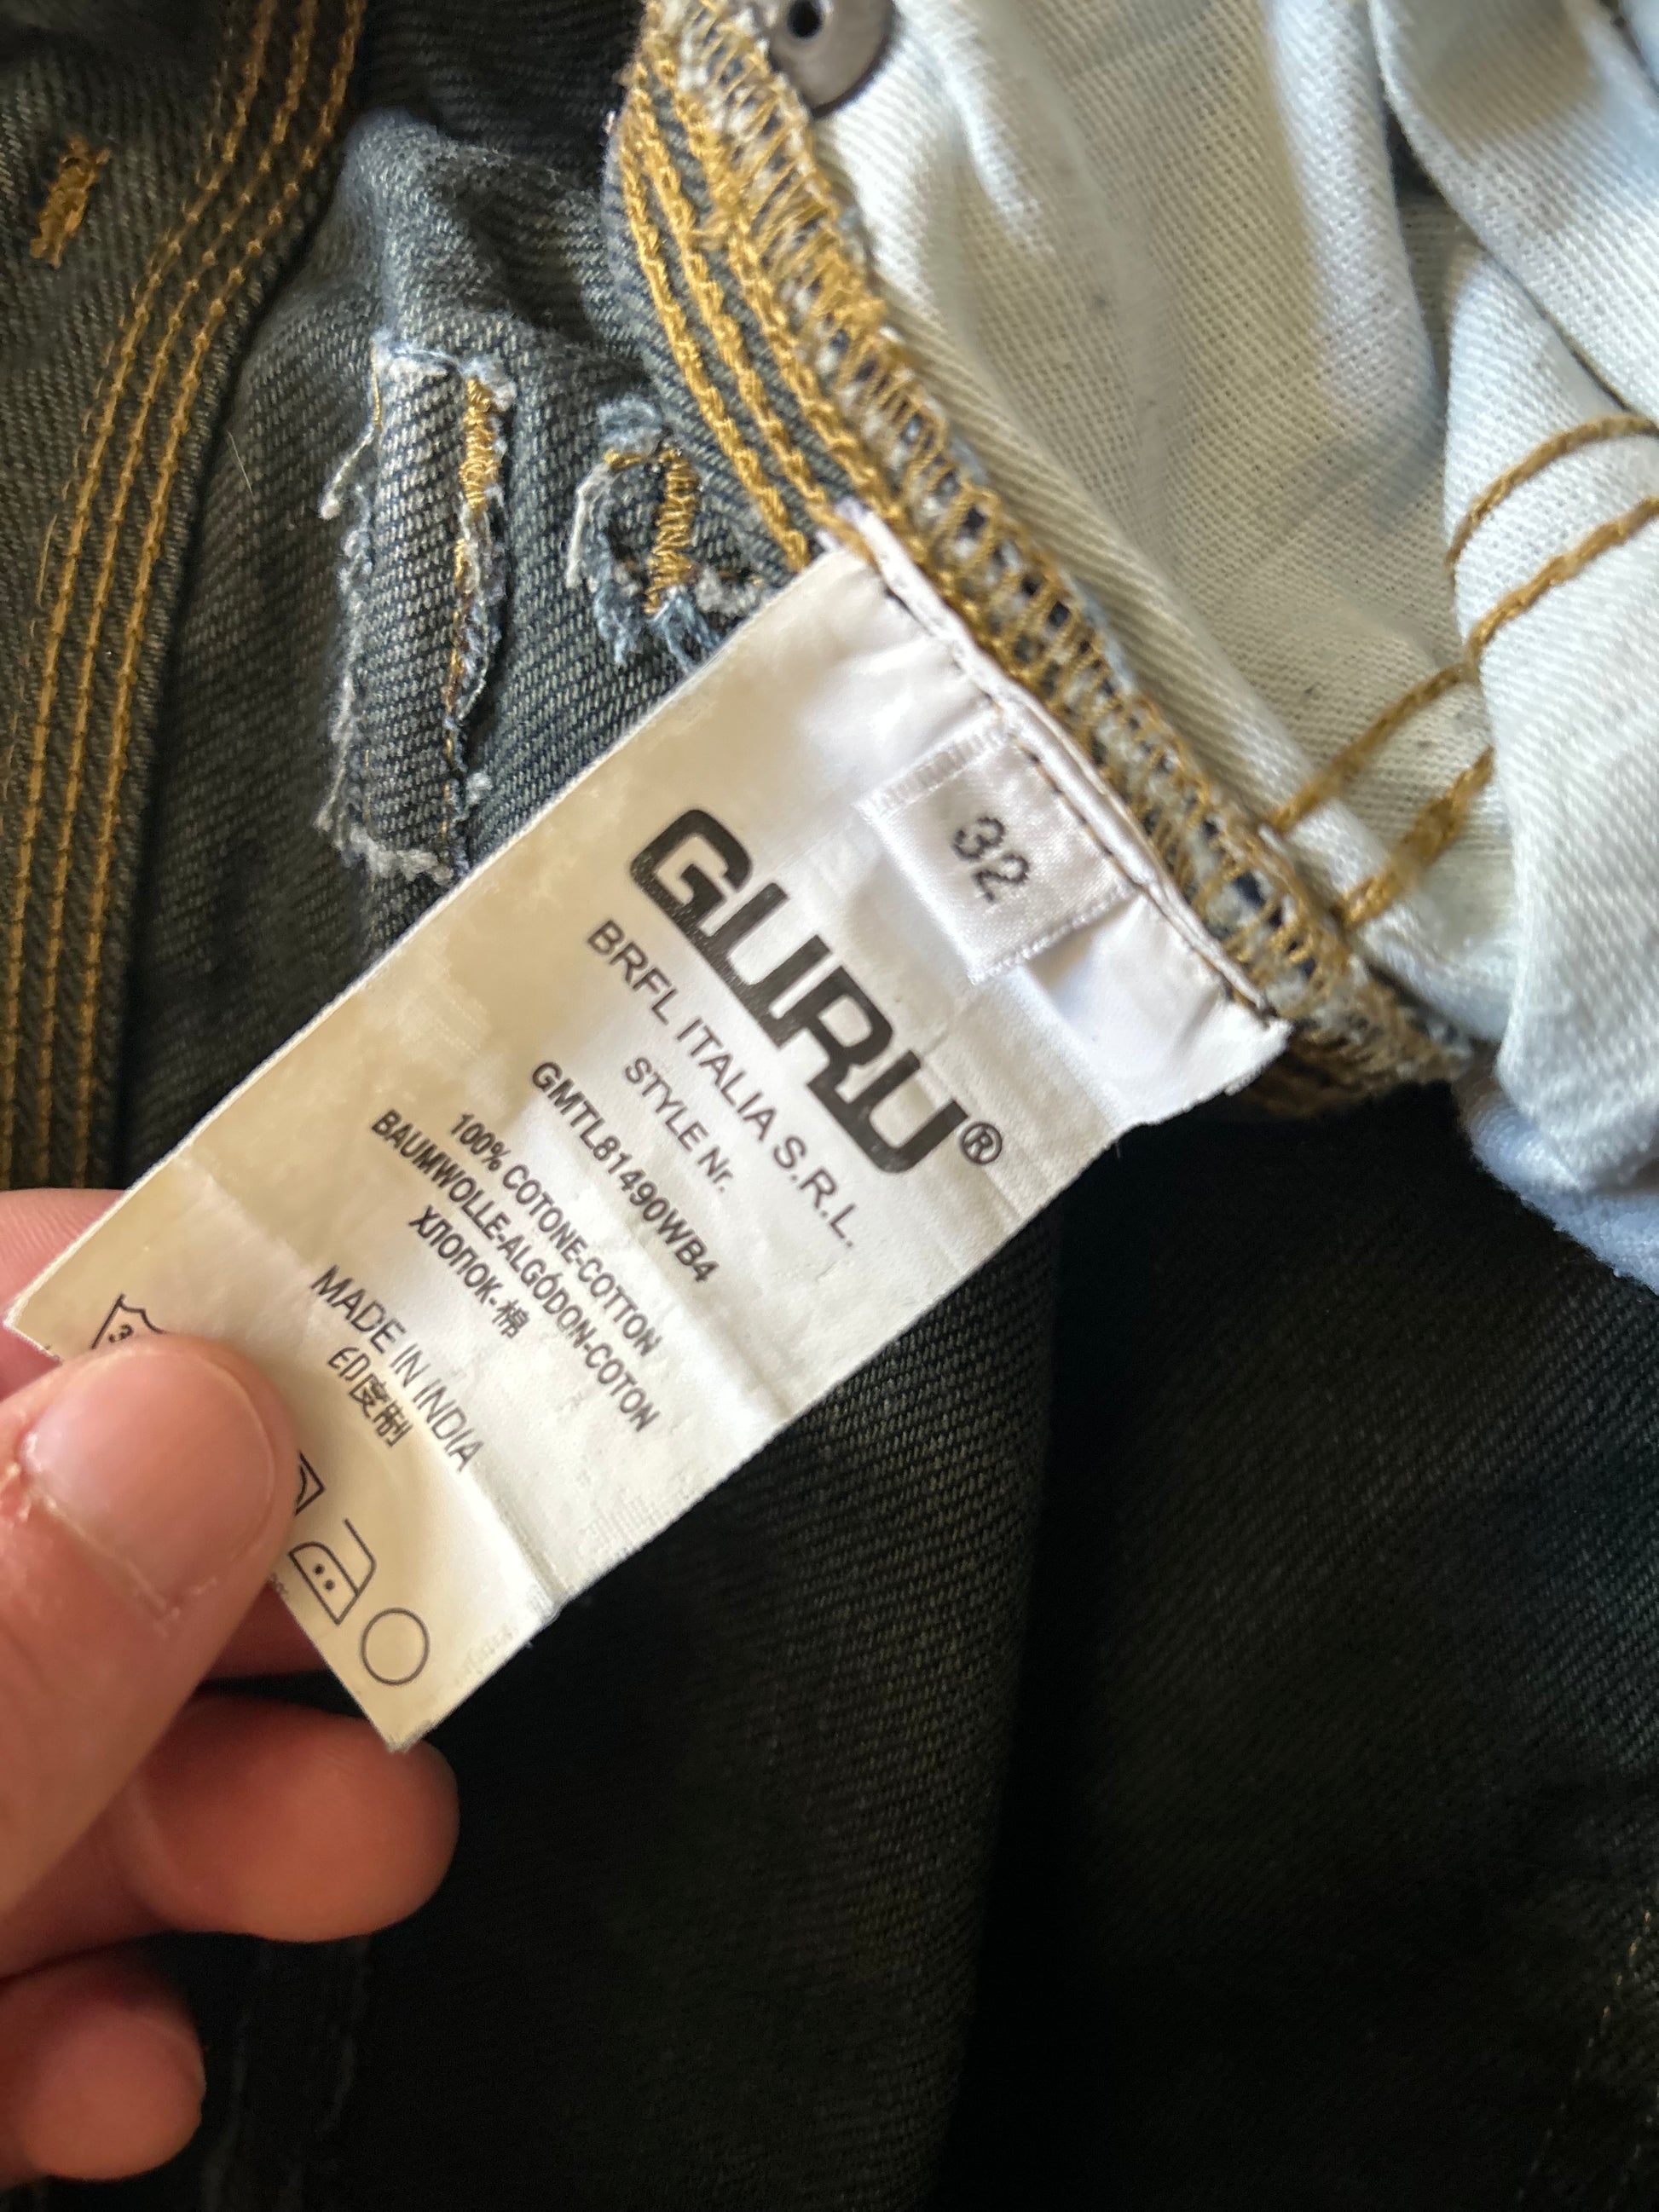 32
GURU®
BRFL ITALIA S.R.L.
STYLE Nr.
GMTL81490WB4
100% COTONE-COTTON
BAUMWOLLE-ALGÓDON-COTON
ХЛОПОК-棉
MADE IN INDIA
印度制